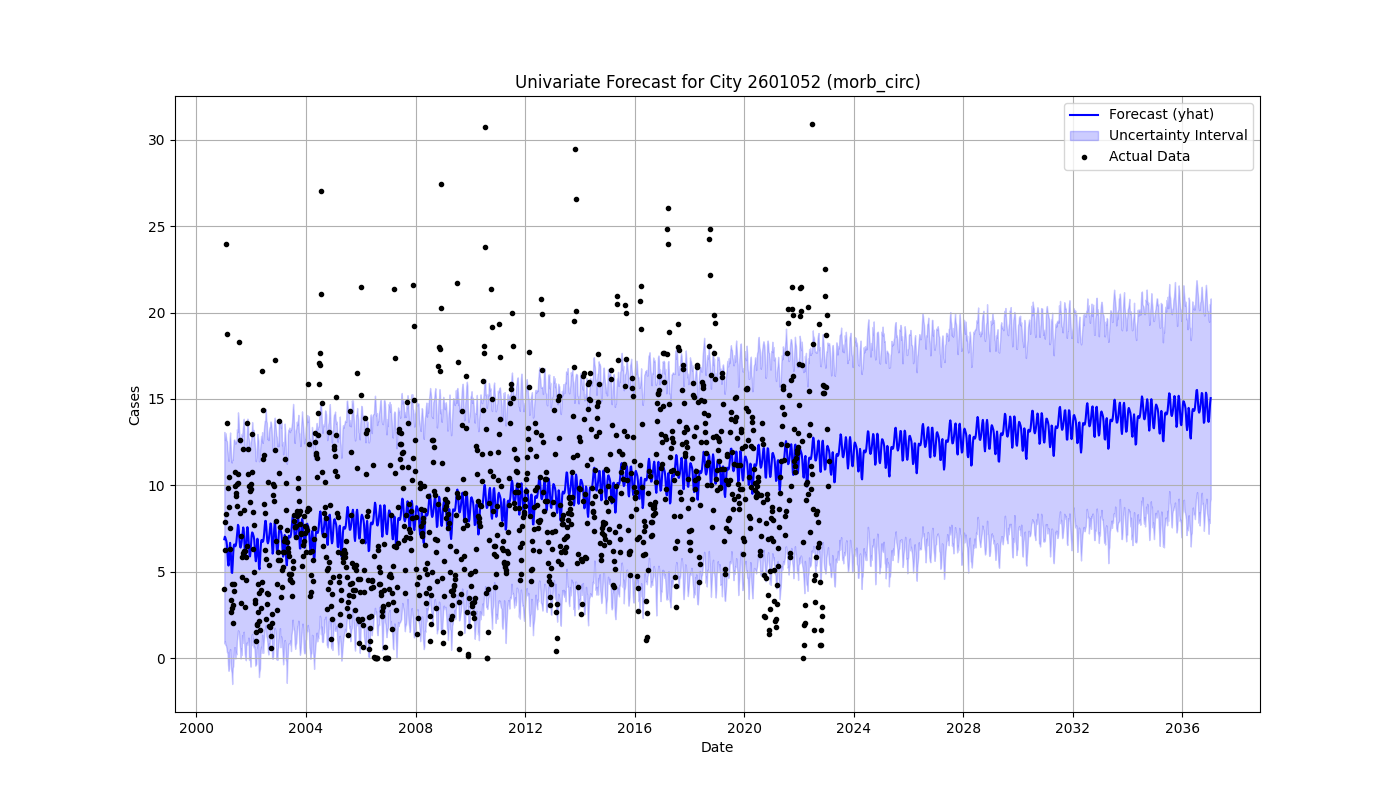 Univariate Forecast for City 2601052 (morb_circ)
Forecast (yhat)
Uncertainty Interval
Actual Data
Cases
30
25
20
15
10
5
0
2000 2004 2008 2012 2016 2020 2024 2028 2032 2036
Date